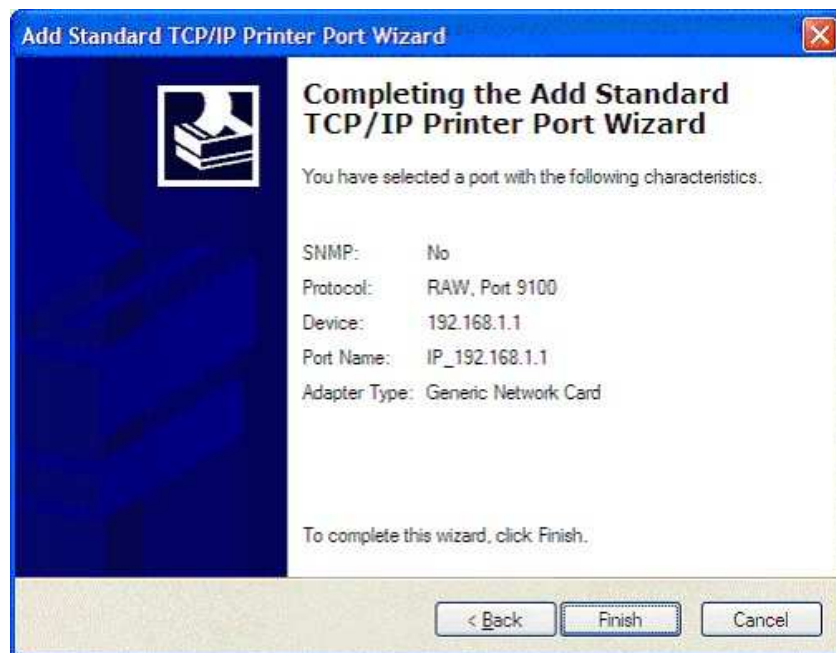 Add Standard TCP/IP Printer Port Wizard
Completing the Add Standard
TCP/IP Printer Port Wizard
You have selected a port with the following characteristics.
SNMP: No
Protocol: RAW, Port 9100
Device: 192.168.1.1
Port Name: IP_192.168.1.1
Adapter Type: Generic Network Card
To complete this wizard, click Finish.
< Back Finish Cancel